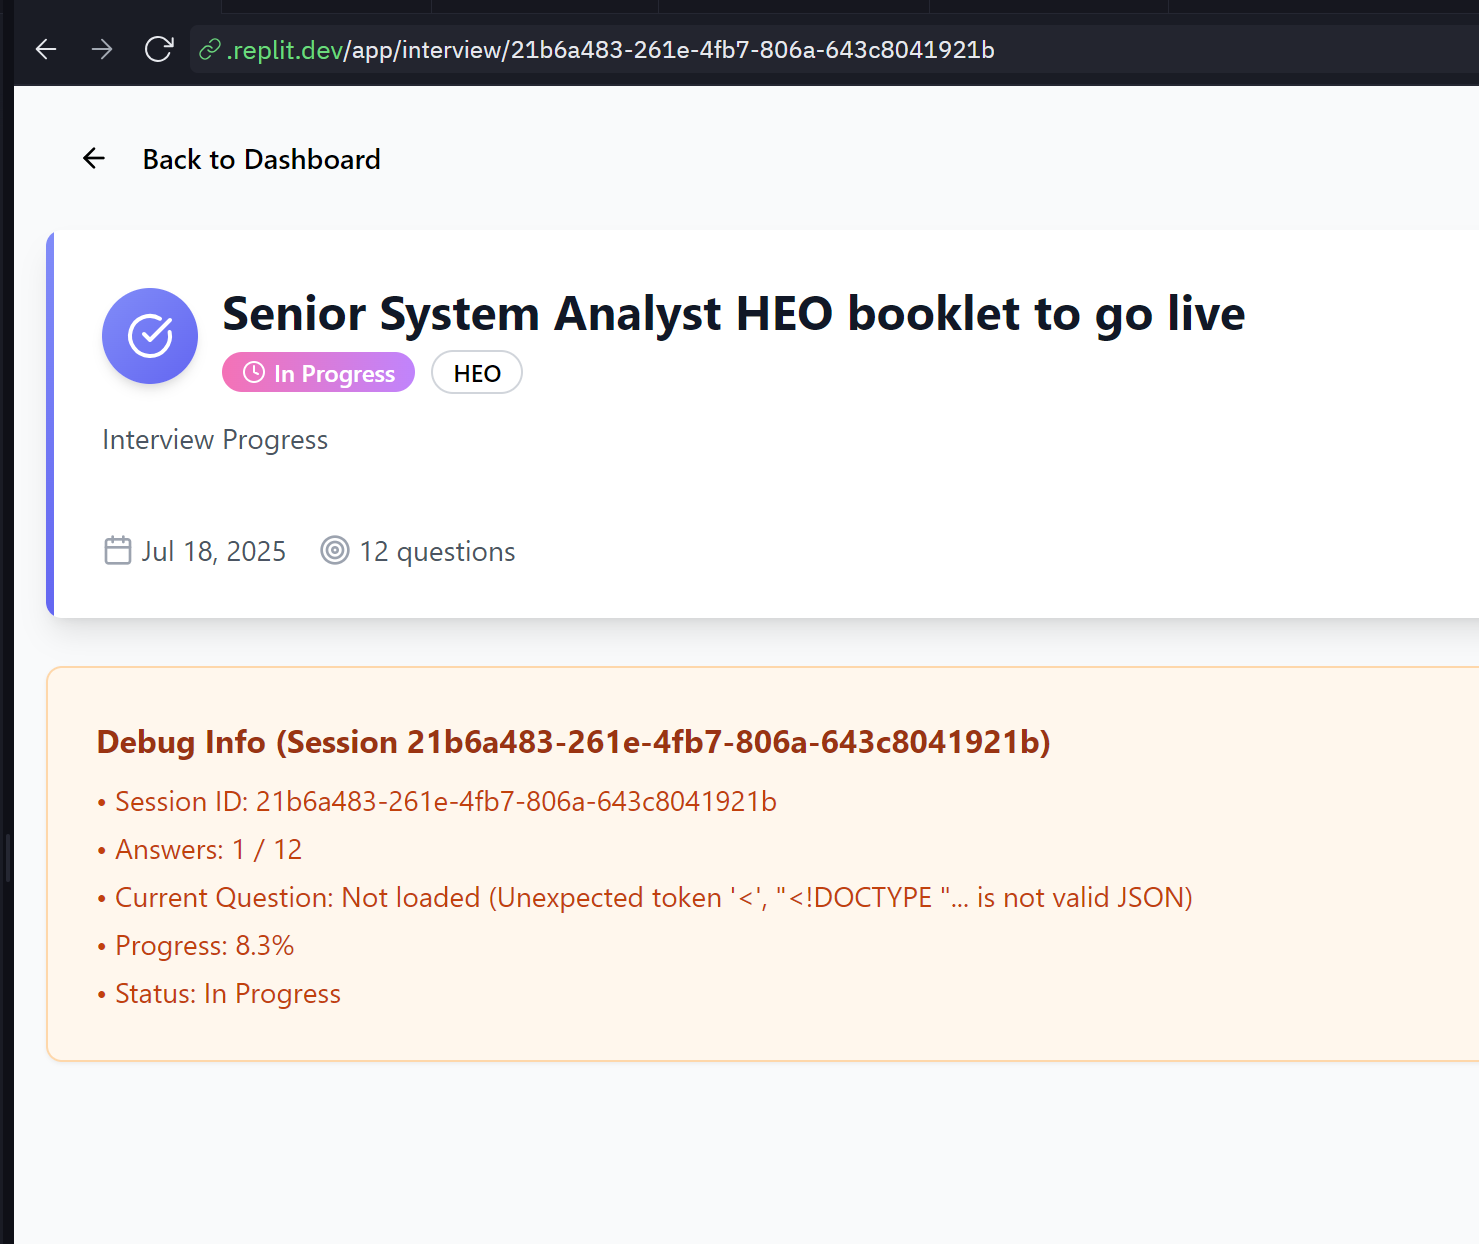 .replit.dev/app/interview/21b6a483-261e-4fb7-806a-643c8041921b
Back to Dashboard
Senior System Analyst HEO booklet to go live
In Progress HEO
Interview Progress
Jul 18, 2025 12 questions
Debug Info (Session 21b6a483-261e-4fb7-806a-643c8041921b)
• Session ID: 21b6a483-261e-4fb7-806a-643c8041921b
• Answers: 1 / 12
• Current Question: Not loaded (Unexpected token '<', "<!DOCTYPE "... is not valid JSON)
• Progress: 8.3%
• Status: In Progress